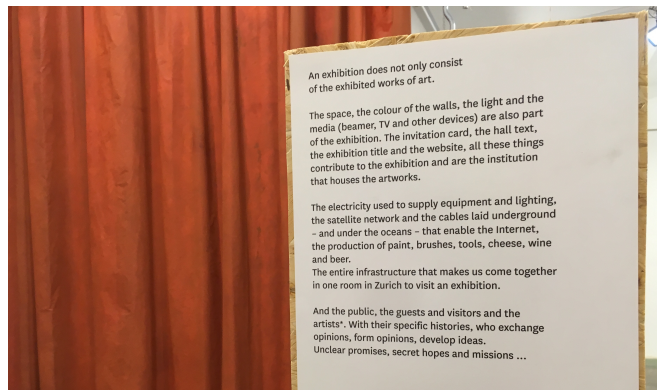 An exhibition does not only consist
of the exhibited works of art.
The space, the colour of the walls, the light and the
media (beamer, TV and other devices) are also part
of the exhibition. The invitation card, the hall text,
the exhibition title and the website, all these things
contribute to the exhibition and are the institution
that houses the artworks.
The electricity used to supply equipment and lighting,
the satellite network and the cables laid underground
– and under the oceans – that enable the Internet,
the production of paint, brushes, tools, cheese, wine
and beer.
The entire infrastructure that makes us come together
in one room in Zurich to visit an exhibition.
And the public, the guests and visitors and the
artists*. With their specific histories, who exchange
opinions, form opinions, develop ideas.
Unclear promises, secret hopes and missions ...